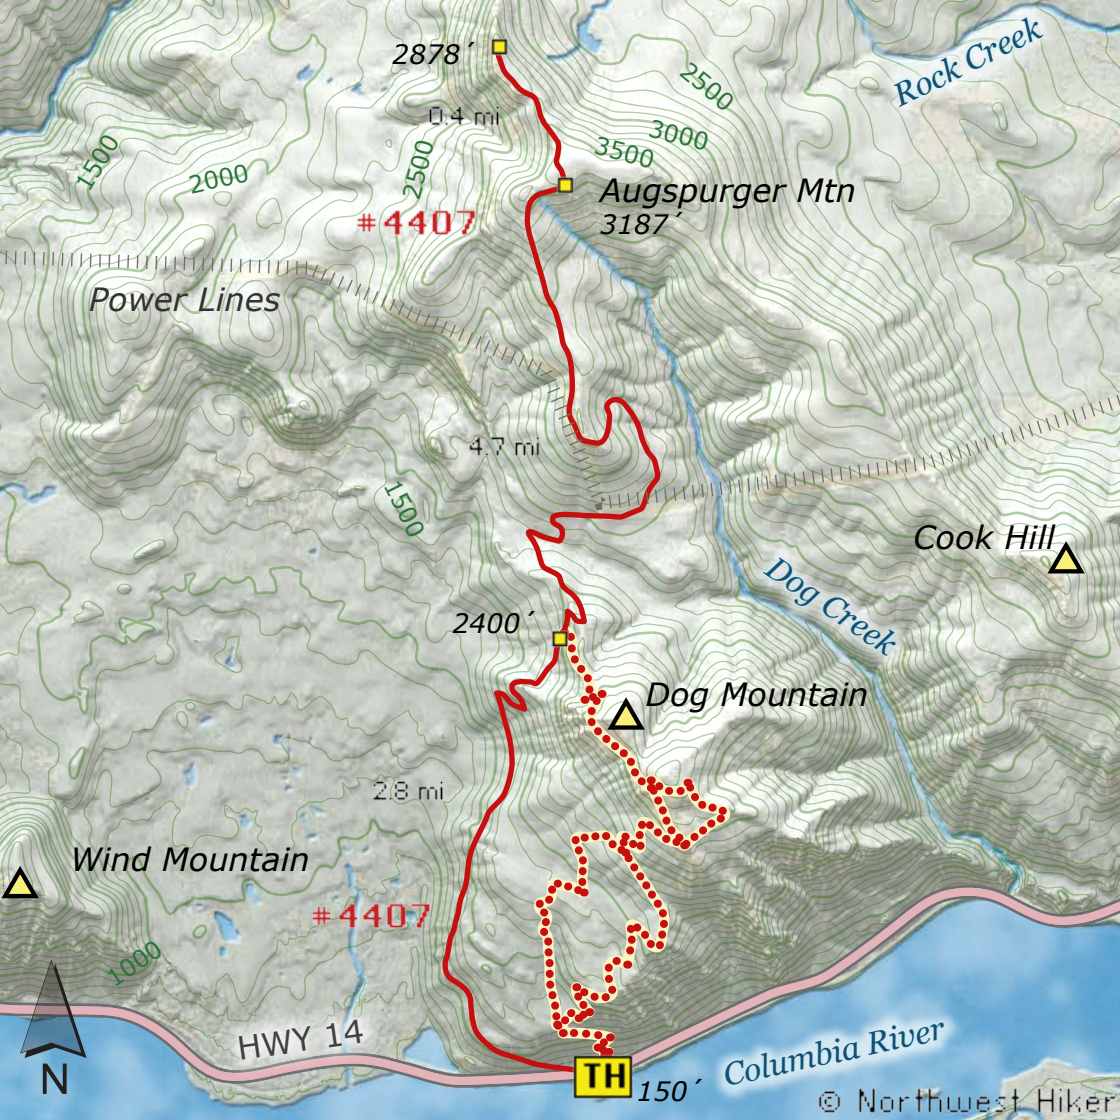 Rock Creek
2878´
2500
0.4 mi
3000
3500
1500
2000
2500
Augspurger Mtn
3187´
#4407
Power Lines
4.7 mi
1500
Cook Hill
Dog Creek
2400´
Dog Mountain
2.8 mi
Wind Mountain
#4407
1000
HWY 14
Columbia River
N
TH
150´
© Northwest Hiker